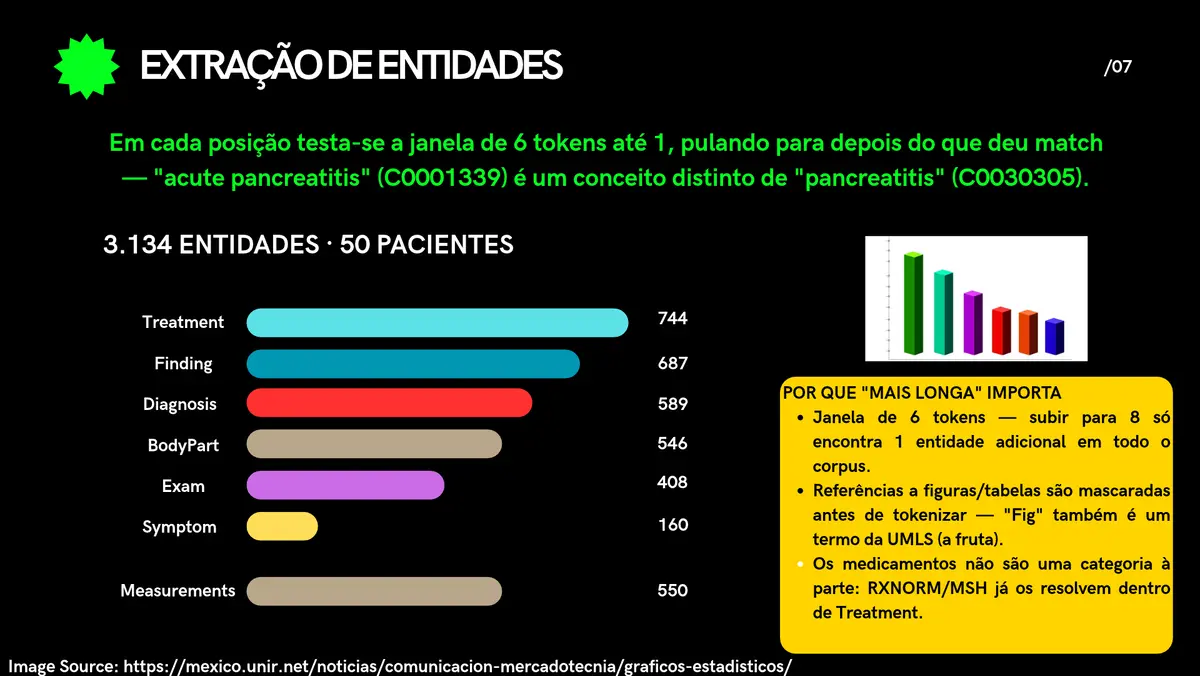 EXTRAÇÃO DE ENTIDADES
/07
Em cada posição testa-se a janela de 6 tokens até 1, pulando para depois do que deu match
— "acute pancreatitis" (C0001339) é um conceito distinto de "pancreatitis" (C0030305).
3.134 ENTIDADES · 50 PACIENTES
Treatment 744
Finding 687
Diagnosis 589
BodyPart 546
Exam 408
Symptom 160
Measurements 550
POR QUE "MAIS LONGA" IMPORTA
• Janela de 6 tokens — subir para 8 só
encontra 1 entidade adicional em todo o
corpus.
• Referências a figuras/tabelas são mascaradas
antes de tokenizar — "Fig" também é um
termo da UMLS (a fruta).
• Os medicamentos não são uma categoria à
parte: RXNORM/MSH já os resolvem dentro
de Treatment.
Image Source: https://mexico.unir.net/noticias/comunicacion-mercadotecnia/graficos-estadisticos/